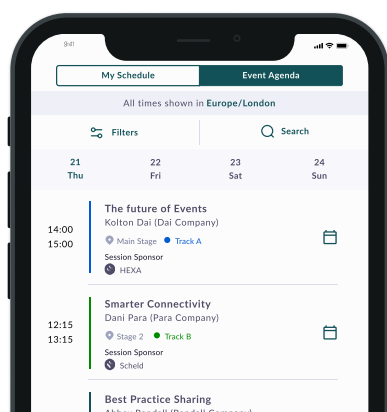 9:41
My Schedule
Event Agenda
All times shown in Europe/London
Filters
Search
21 22 23 24
Thu Fri Sat Sun
14:00
15:00
The future of Events
Kolton Dai (Dai Company)
Main Stage Track A
Session Sponsor
HEXA
12:15
13:15
Smarter Connectivity
Dani Para (Para Company)
Stage 2 Track B
Session Sponsor
Scheld
Best Practice Sharing